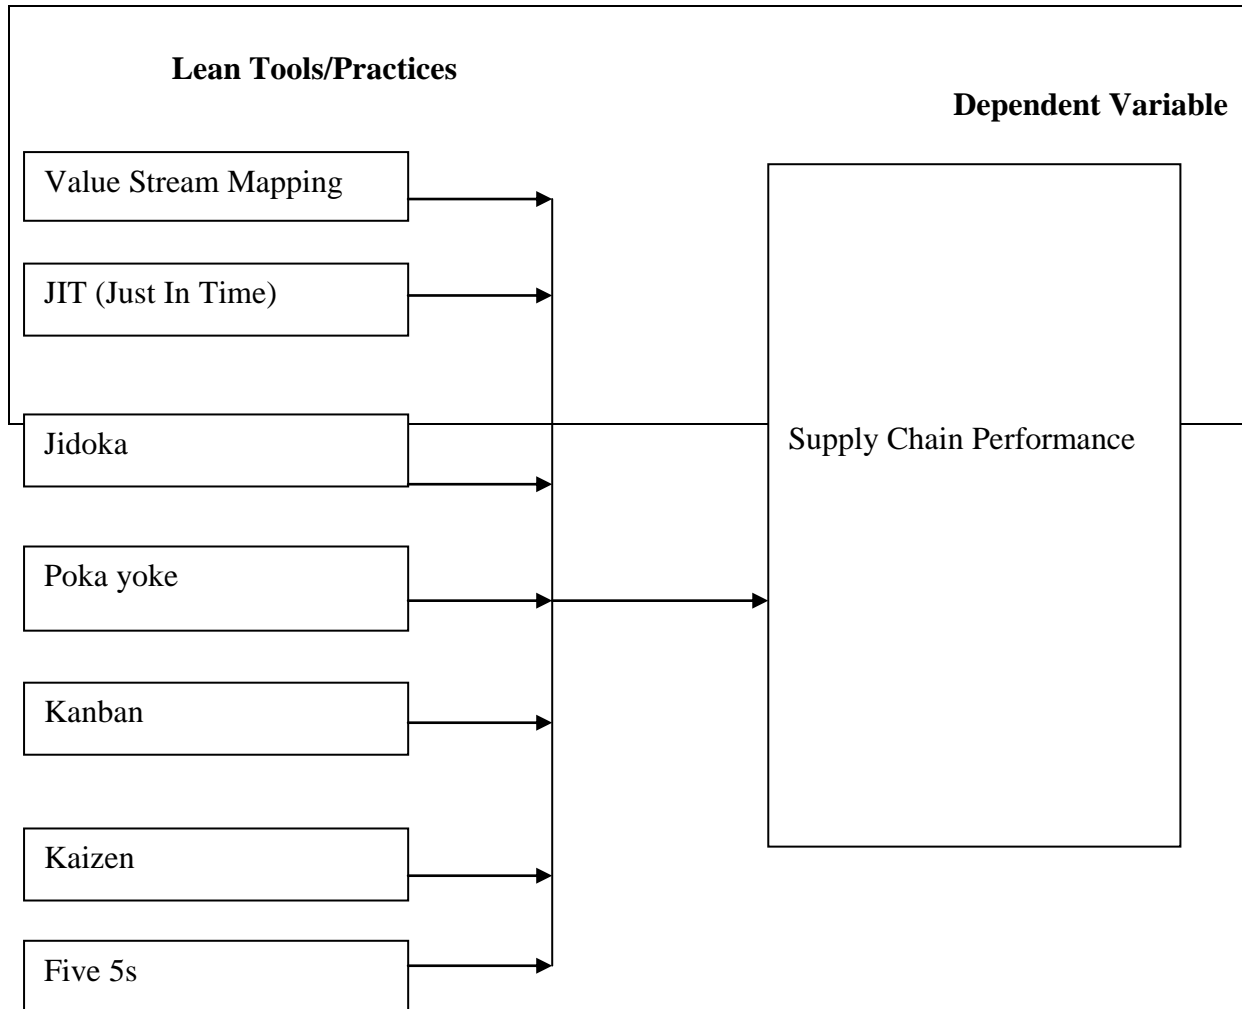 Lean Tools/Practices
Dependent Variable
Value Stream Mapping
JIT (Just In Time)
Jidoka
Supply Chain Performance
Poka yoke
Kanban
Kaizen
Five 5s